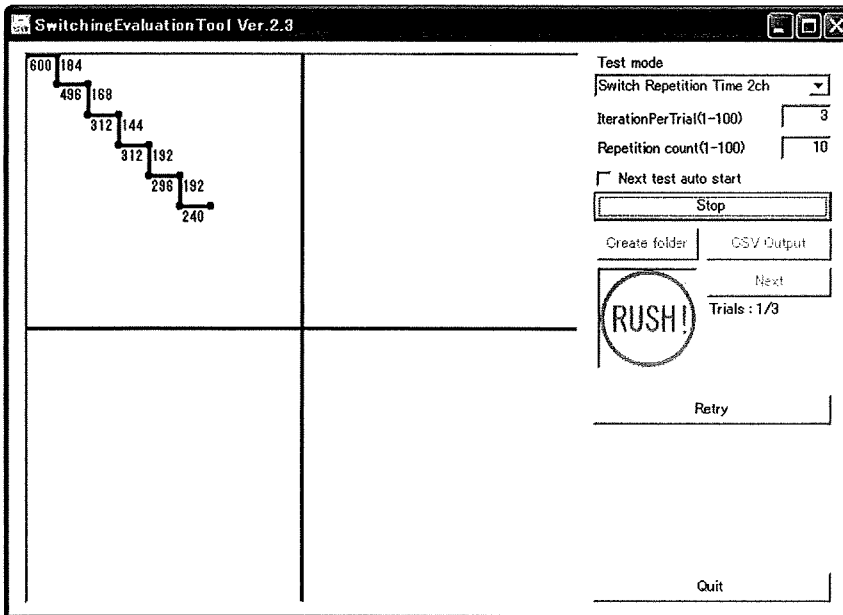 SwitchingEvaluationTool Ver.2.3
600 184
496 168
312 144
312 192
296 192
240
Test mode
Switch Repetition Time 2ch
IterationPerTrial(1-100) 3
Repetition count(1-100) 10
Next test auto start
Stop
Create folder CSV Output
Next
RUSH!
Trials : 1/3
Retry
Quit